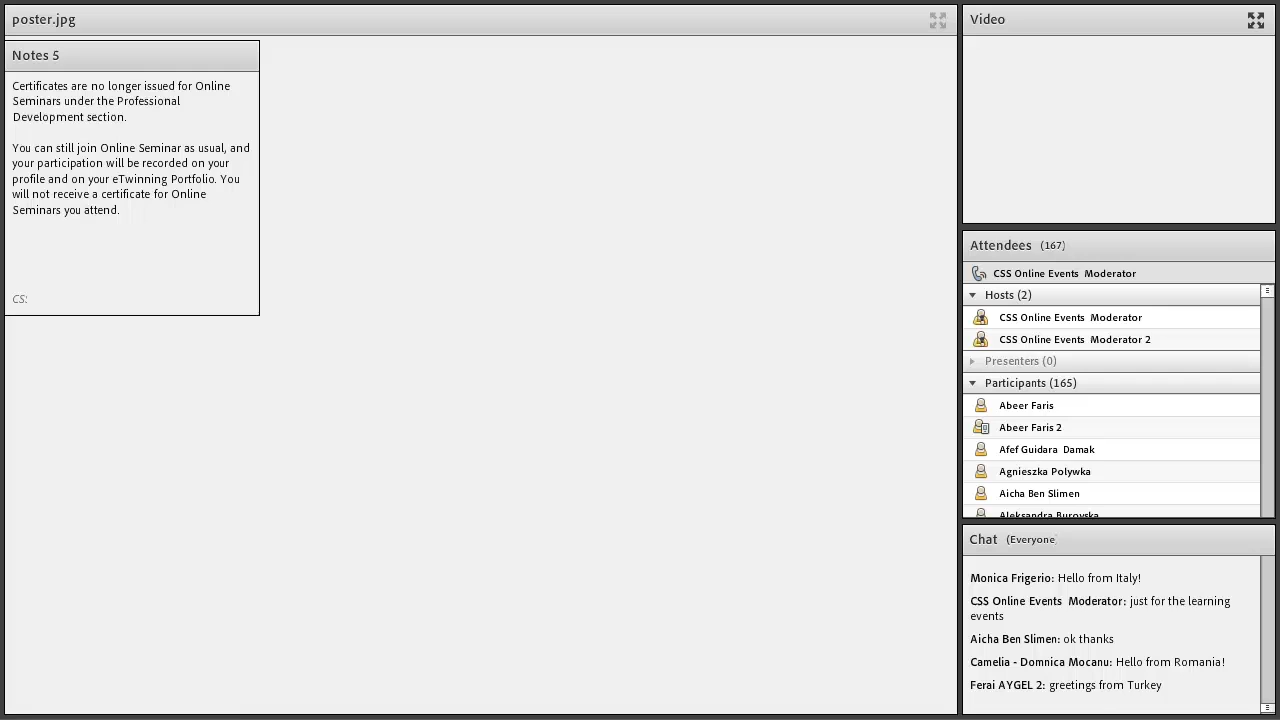 poster.jpg
Notes 5
Certificates are no longer issued for Online
Seminars under the Professional
Development section.
You can still join Online Seminar as usual, and
your participation will be recorded on your
profile and on your eTwinning Portfolio. You
will not receive a certificate for Online
Seminars you attend.
CS:
Video
Attendees (167)
CSS Online Events Moderator
Hosts (2)
CSS Online Events Moderator
CSS Online Events Moderator 2
Presenters (0)
Participants (165)
Abeer Faris
Abeer Faris 2
Afef Guidara Damak
Agnieszka Polywka
Aicha Ben Slimen
Aleksandra Burovska
Chat (Everyone
Monica Frigerio: Hello from Italy!
CSS Online Events Moderator: just for the learning
events
Aicha Ben Slimen: ok thanks
Camelia - Domnica Mocanu: Hello from Romania!
Ferai AYGEL 2: greetings from Turkey